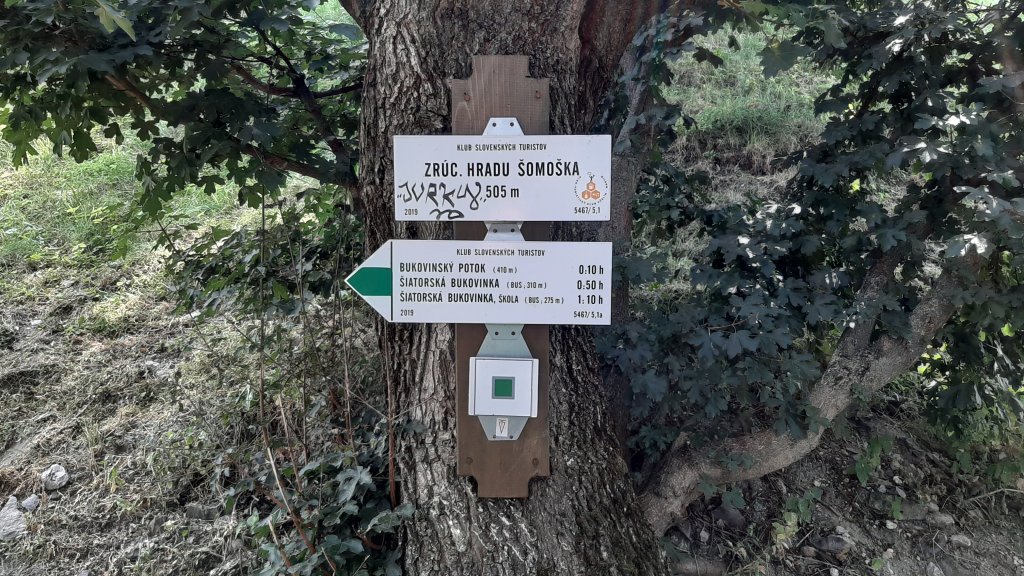 KLUB SLOVENSKÝCH TURISTOV
ZRÚC. HRADU ŠOMOŠKA
505 m
2019 5467/5,1
KLUB SLOVENSKÝCH TURISTOV
BUKOVINSKÝ POTOK (410 m) 0:10 h
ŠIATORSKÁ BUKOVINKA (BUS, 310 m) 0:50 h
ŠIATORSKÁ BUKOVINKA, ŠKOLA (BUS, 275 m) 1:10 h
2019 5467/5,1a